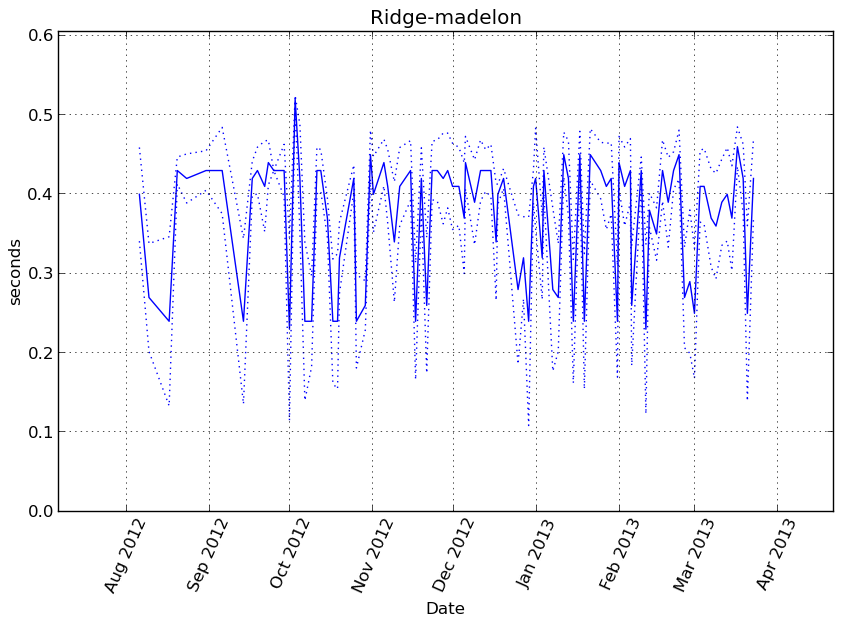 Ridge-madelon
0.6
0.5
0.4
0.3
0.2
0.1
0.0
seconds
Aug 2012
Sep 2012
Oct 2012
Nov 2012
Dec 2012
Jan 2013
Feb 2013
Mar 2013
Apr 2013
Date